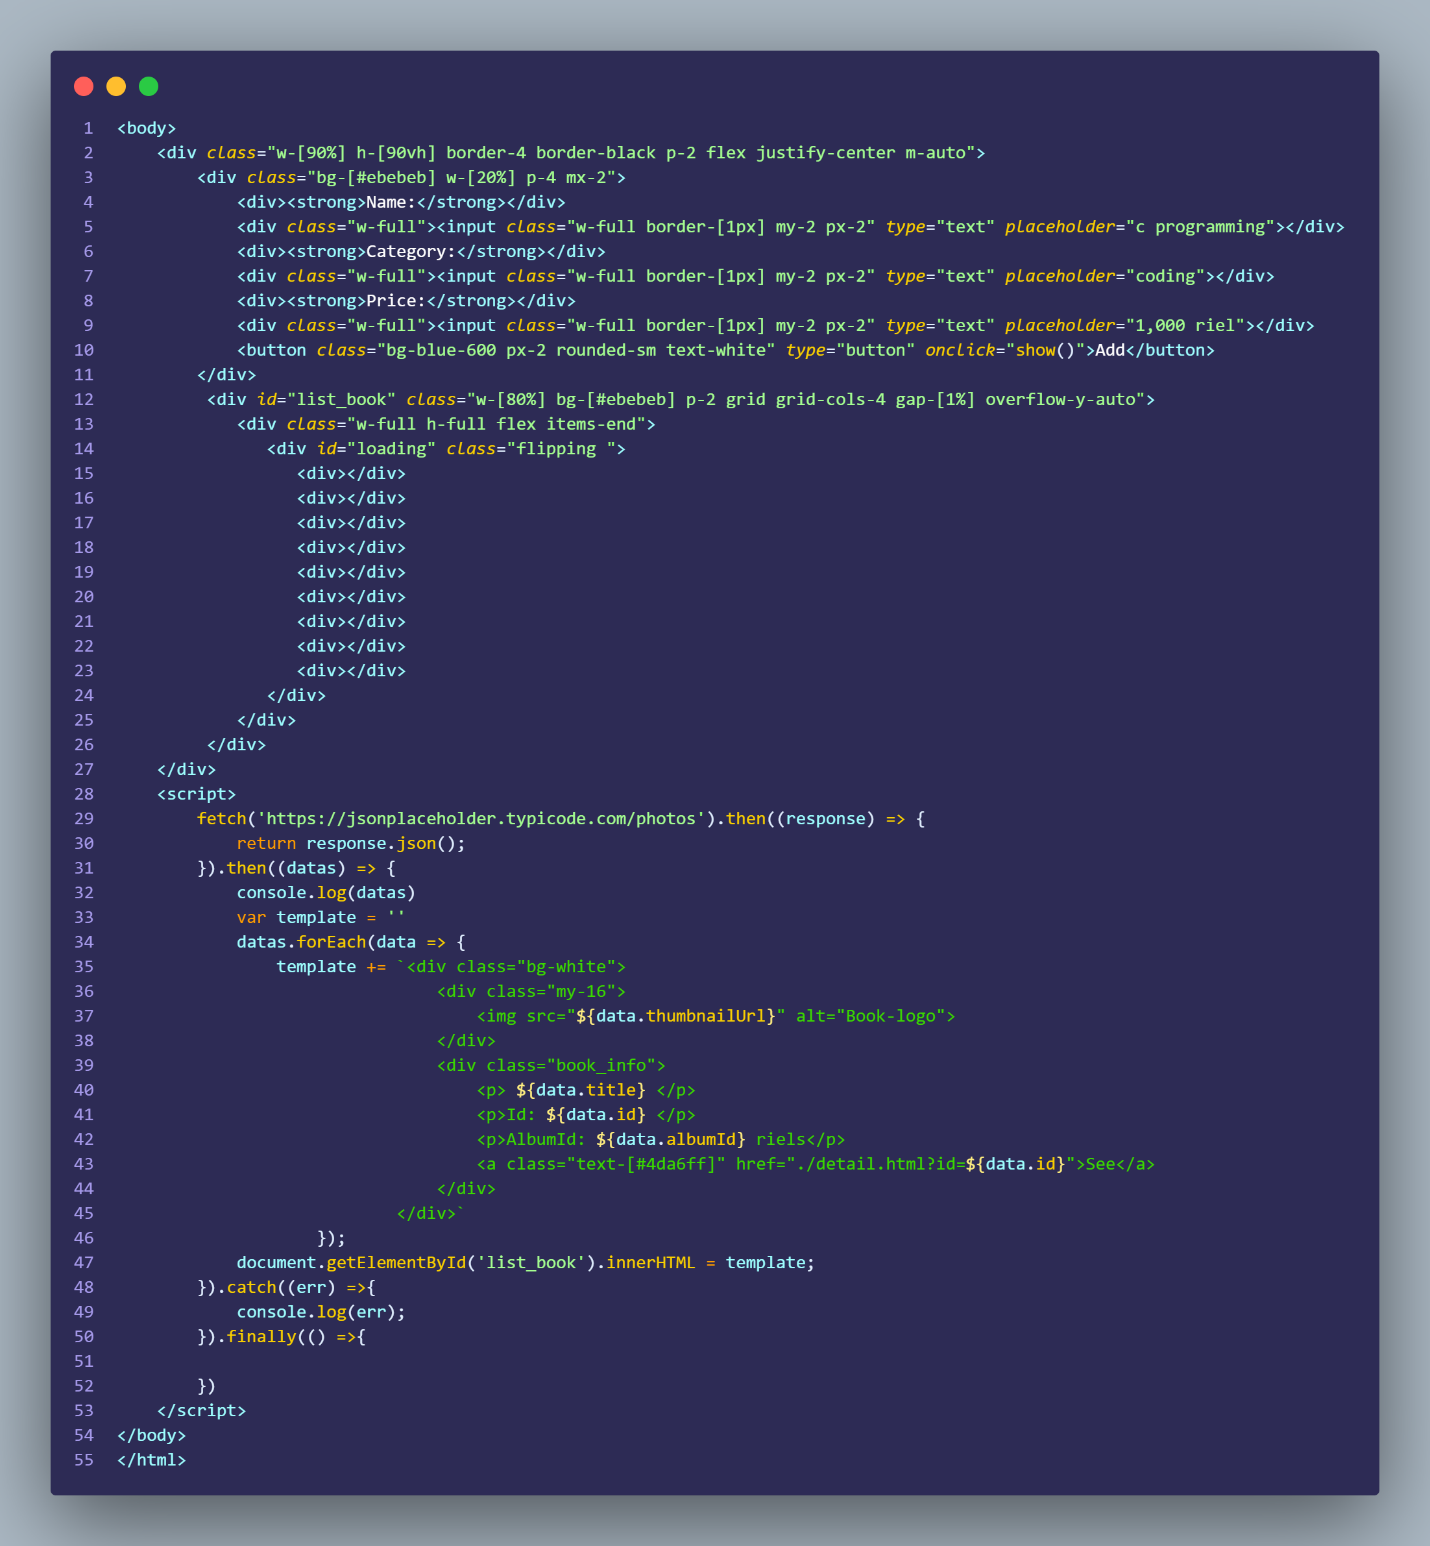 1 <body>
2     <div class="w-[90%] h-[90vh] border-4 border-black p-2 flex justify-center m-auto">
3         <div class="bg-[#ebebeb] w-[20%] p-4 mx-2">
4             <div><strong>Name:</strong></div>
5             <div class="w-full"><input class="w-full border-[1px] my-2 px-2" type="text" placeholder="c programming"></div>
6             <div><strong>Category:</strong></div>
7             <div class="w-full"><input class="w-full border-[1px] my-2 px-2" type="text" placeholder="coding"></div>
8             <div><strong>Price:</strong></div>
9             <div class="w-full"><input class="w-full border-[1px] my-2 px-2" type="text" placeholder="1,000 riel"></div>
10             <button class="bg-blue-600 px-2 rounded-sm text-white" type="button" onclick="show()">Add</button>
11         </div>
12          <div id="list_book" class="w-[80%] bg-[#ebebeb] p-2 grid grid-cols-4 gap-[1%] overflow-y-auto">
13             <div class="w-full h-full flex items-end">
14                <div id="loading" class="flipping ">
15                   <div></div>
16                   <div></div>
17                   <div></div>
18                   <div></div>
19                   <div></div>
20                   <div></div>
21                   <div></div>
22                   <div></div>
23                   <div></div>
24                </div>
25             </div>
26          </div>
27     </div>
28     <script>
29         fetch('https://jsonplaceholder.typicode.com/photos').then((response) => {
30             return response.json();
31         }).then((datas) => {
32             console.log(datas)
33             var template = ''
34             datas.forEach(data => {
35                 template += `<div class="bg-white">
36                                 <div class="my-16">
37                                     <img src="${data.thumbnailUrl}" alt="Book-logo">
38                                 </div>
39                                 <div class="book_info">
40                                     <p> ${data.title} </p>
41                                     <p>Id: ${data.id} </p>
42                                     <p>AlbumId: ${data.albumId} riels</p>
43                                     <a class="text-[#4da6ff]" href="./detail.html?id=${data.id}">See</a>
44                                 </div>
45                             </div>`
46                     });
47             document.getElementById('list_book').innerHTML = template;
48         }).catch((err) =>{
49             console.log(err);
50         }).finally(() =>{
51
52         })
53     </script>
54 </body>
55 </html>